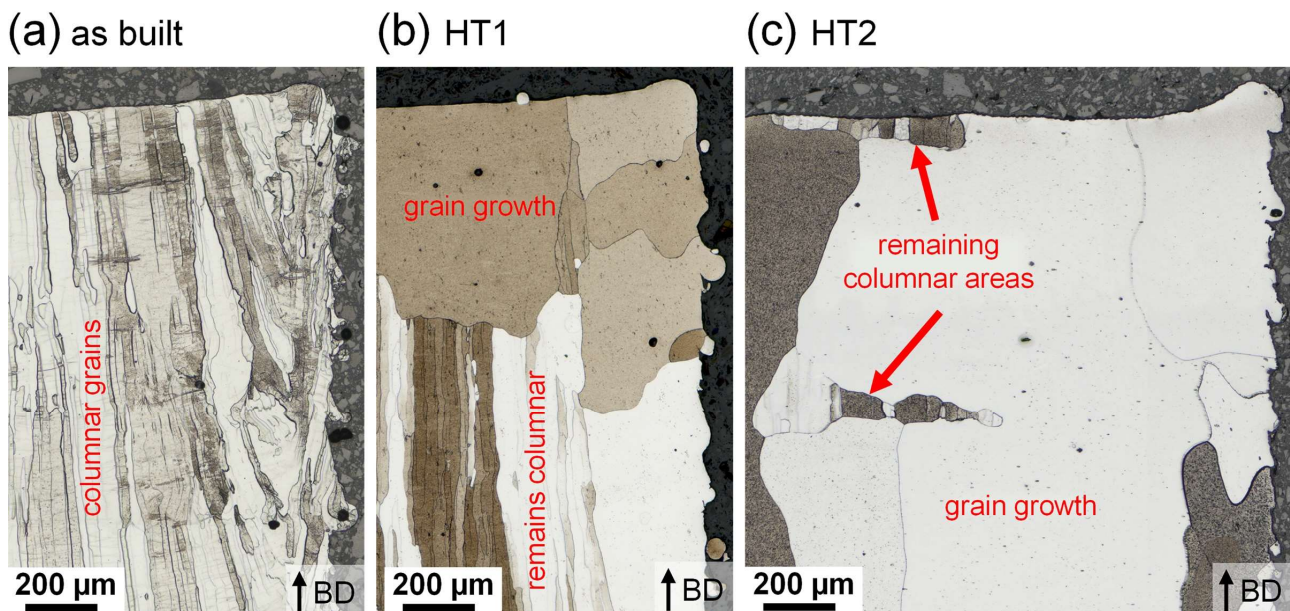 (a) as built
(b) HT1
(c) HT2
columnar grains
200 µm
BD
grain growth
remains columnar
200 µm
BD
remaining
columnar areas
grain growth
200 µm
BD